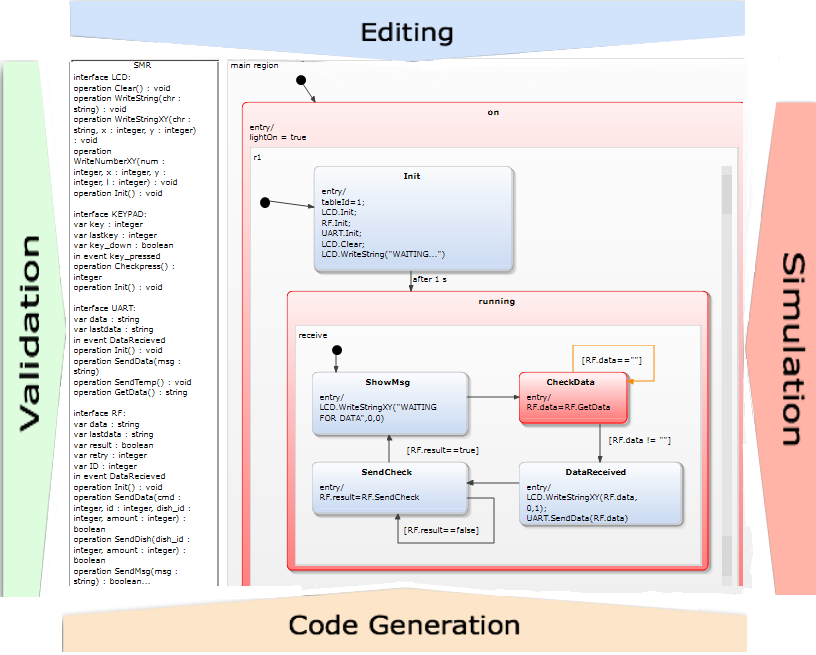 Editing
Validation
SMR
interface LCD:
operation Clear() : void
operation WriteString(chr :
string) : void
operation WriteStringXY(chr :
string, x : integer, y : integer)
: void
operation
WriteNumberXY(num :
integer, x : integer, y :
integer, l : integer) : void
operation Init() : void
interface KEYPAD:
var key : integer
var lastkey : integer
var key_down : boolean
in event key_pressed
operation Checkpress() :
integer
operation Init() : void
interface UART:
var data : string
var lastdata : string
in event DataRecieved
operation Init() : void
operation SendData(msg :
string)
operation SendTemp() : void
operation GetData() : string
interface RF:
var data : string
var lastdata : string
var result : boolean
var retry : integer
var ID : integer
in event DataRecieved
operation Init() : void
operation SendData(cmd :
integer, id : integer, dish_id :
integer, amount : integer) :
boolean
operation SendDish(dish_id :
integer, amount : integer) :
boolean
operation SendMsg(msg :
string) : boolean...
main region
on
entry/
lightOn = true
r1
Init
entry/
tableId=1;
LCD.Init;
RF.Init;
UART.Init;
LCD.Clear;
LCD.WriteString("WAITING...")
after 1 s
running
receive
[RF.data==""]
ShowMsg
entry/
LCD.WriteStringXY("WAITING
FOR DATA",0,0)
CheckData
entry/
RF.data=RF.GetData
[RF.result==true]
[RF.data != ""]
SendCheck
entry/
RF.result=RF.SendCheck
DataReceived
entry/
LCD.WriteStringXY(RF.data,
0,1);
UART.SendData(RF.data)
[RF.result==false]
Simulation
Code Generation